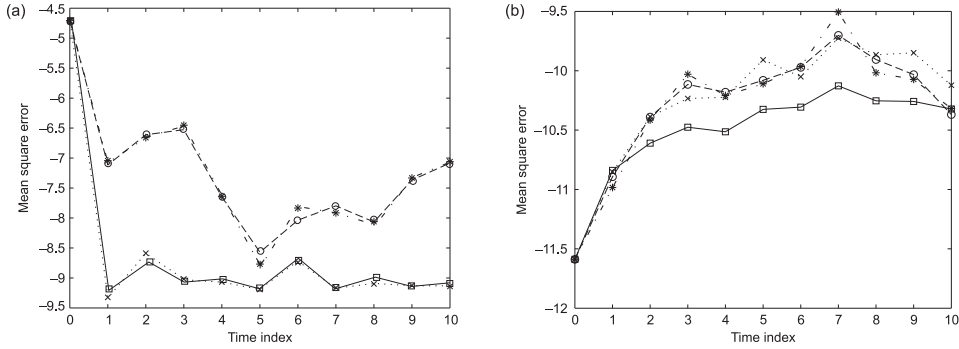 (a)
–4.5
–5
–5.5
–6
–6.5
–7
–7.5
–8
–8.5
–9
–9.5
Mean square error
0 1 2 3 4 5 6 7 8 9 10
Time index
(b)
–9.5
–10
–10.5
–11
–11.5
–12
Mean square error
0 1 2 3 4 5 6 7 8 9 10
Time index